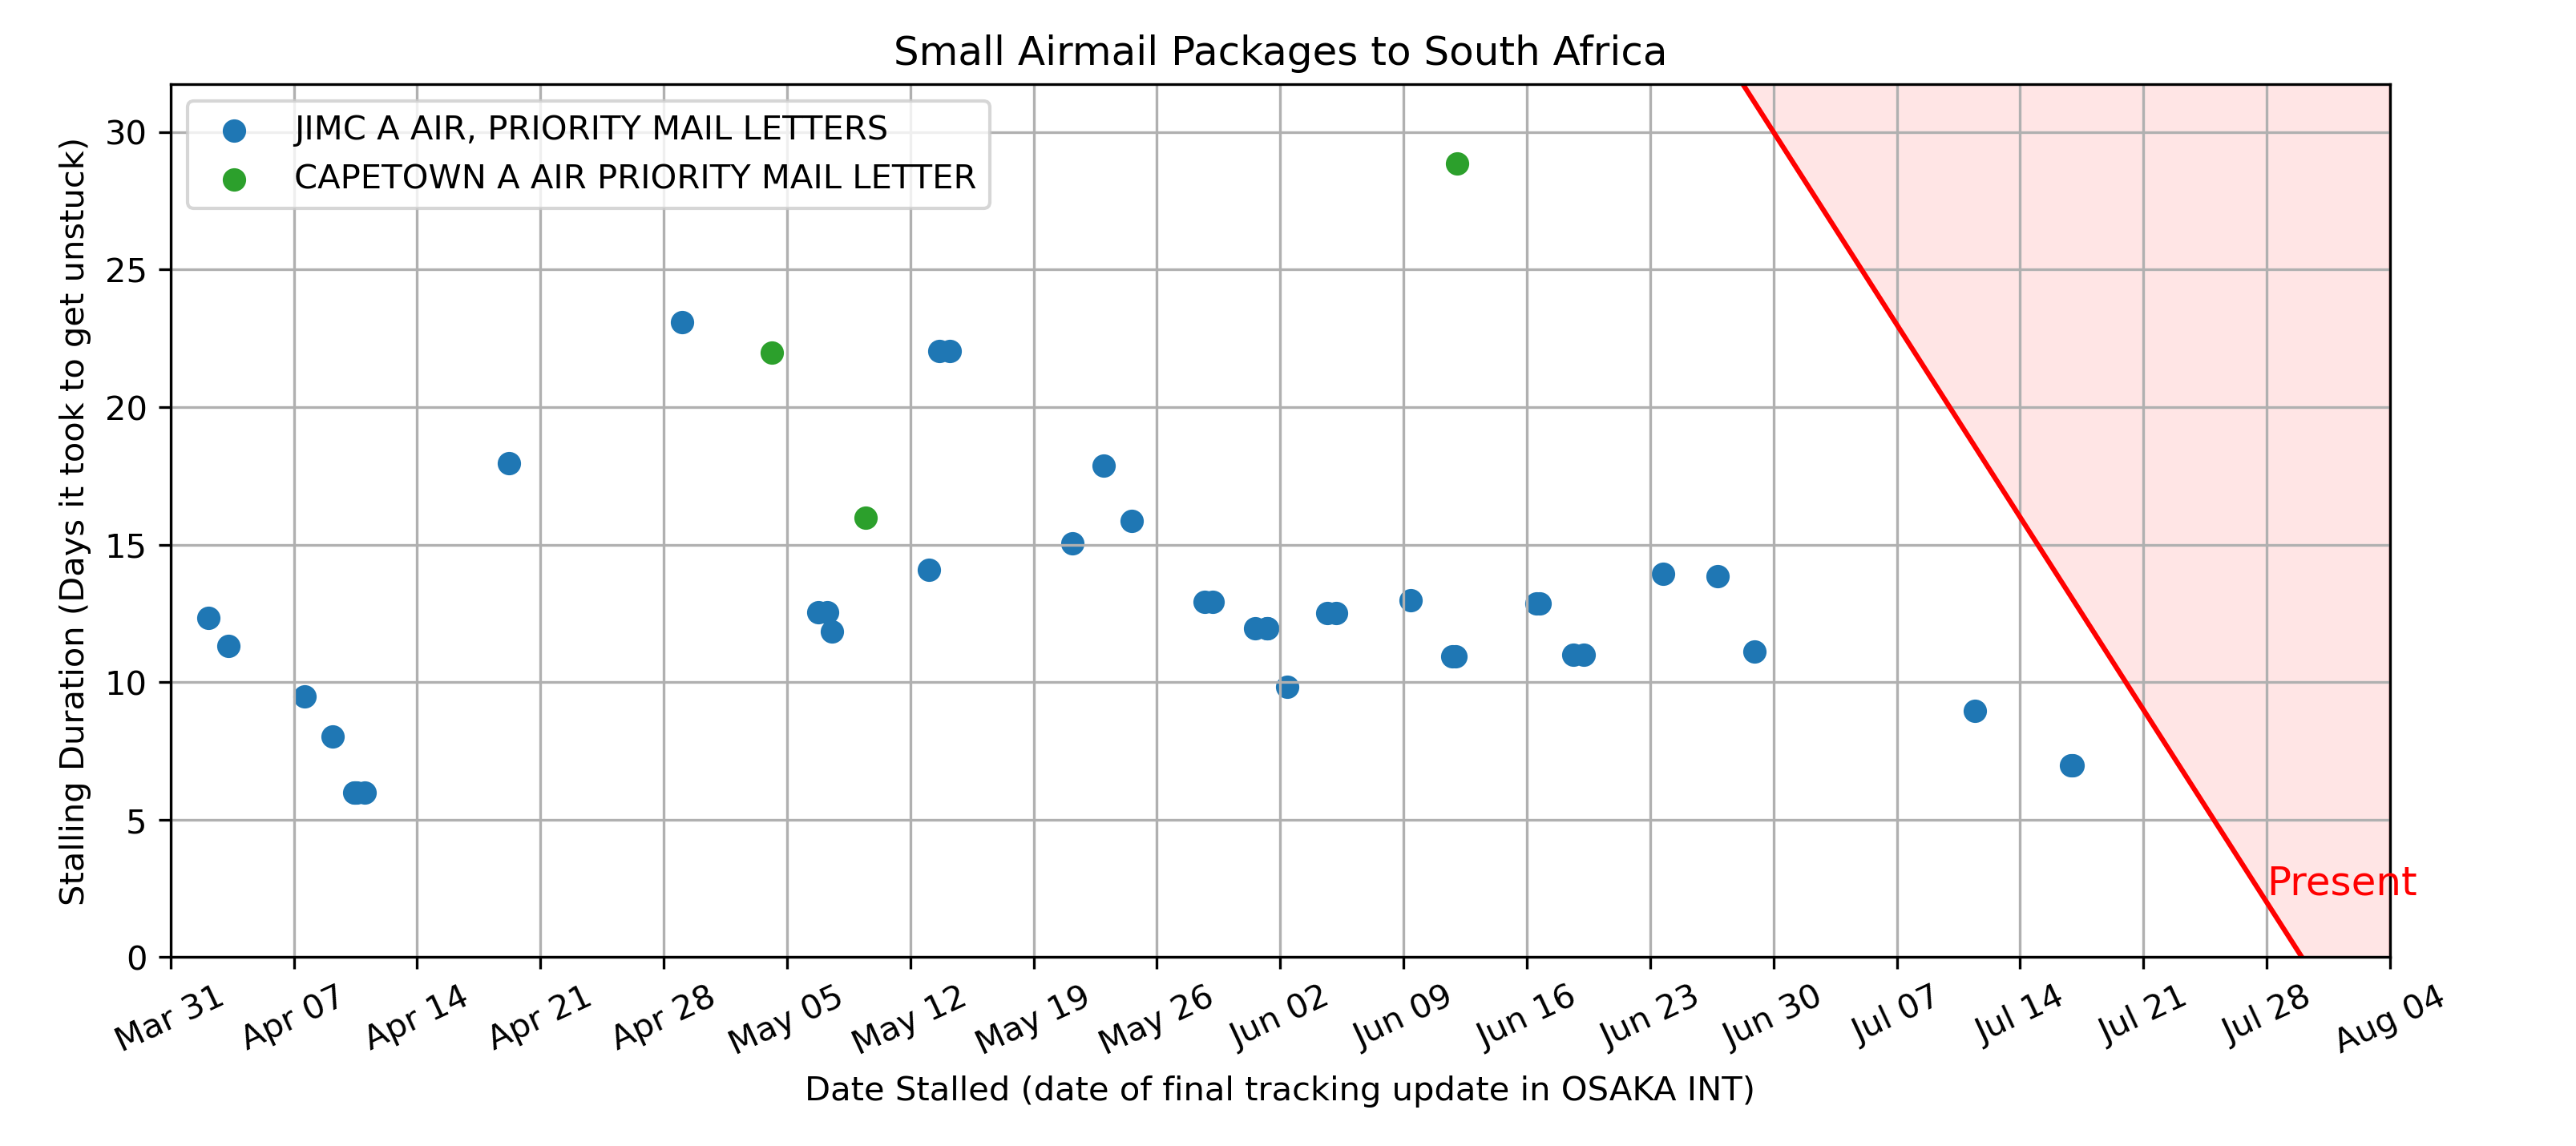 Small Airmail Packages to South Africa
JIMC A AIR, PRIORITY MAIL LETTERS
CAPETOWN A AIR PRIORITY MAIL LETTER
Stalling Duration (Days it took to get unstuck)
30
25
20
15
10
5
0
Present
Mar 31
Apr 07
Apr 14
Apr 21
Apr 28
May 05
May 12
May 19
May 26
Jun 02
Jun 09
Jun 16
Jun 23
Jun 30
Jul 07
Jul 14
Jul 21
Jul 28
Aug 04
Date Stalled (date of final tracking update in OSAKA INT)